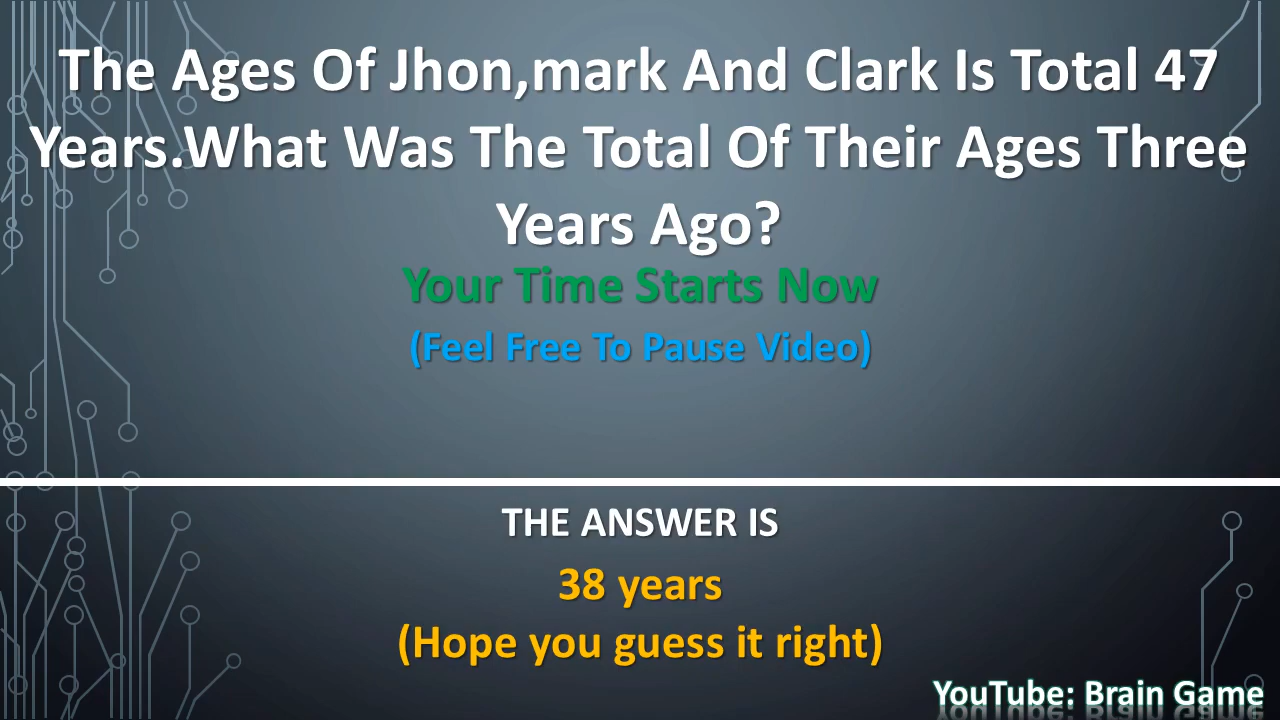 The Ages Of Jhon,mark And Clark Is Total 47
Years.What Was The Total Of Their Ages Three
Years Ago?
Your Time Starts Now
(Feel Free To Pause Video)
THE ANSWER IS
38 years
(Hope you guess it right)
YouTube: Brain Game